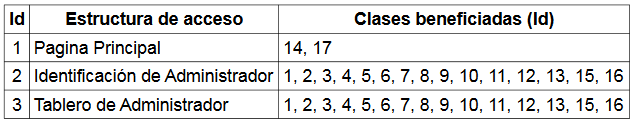 Id Estructura de acceso Clases beneficiadas (Id)
1 Pagina Principal 14, 17
2 Identificación de Administrador 1, 2, 3, 4, 5, 6, 7, 8, 9, 10, 11, 12, 13, 15, 16
3 Tablero de Administrador 1, 2, 3, 4, 5, 6, 7, 8, 9, 10, 11, 12, 13, 15, 16